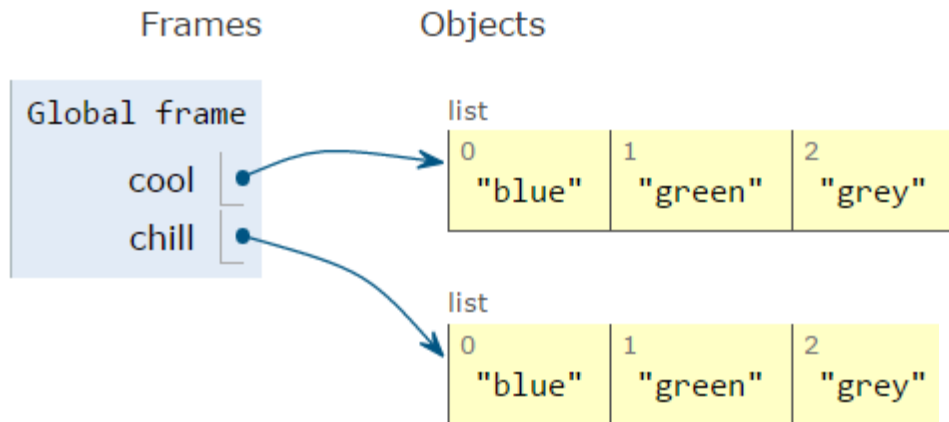 Frames Objects
Global frame
cool
chill
list
0 1 2
"blue" "green" "grey"
list
0 1 2
"blue" "green" "grey"